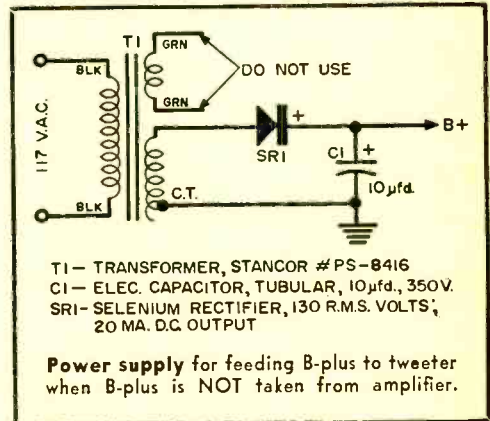 T1
GRN
BLK
DO NOT USE
117 V.A.C.
GRN
+
B+
SR1
C1 +
C.T.
10µfd.
BLK
T1— TRANSFORMER, STANCOR #PS-8416
C1— ELEC. CAPACITOR, TUBULAR, 10µfd., 350V.
SR1- SELENIUM RECTIFIER, 130 R.M.S. VOLTS,
20 MA. D.C. OUTPUT
Power supply for feeding B-plus to tweeter
when B-plus is NOT taken from amplifier.